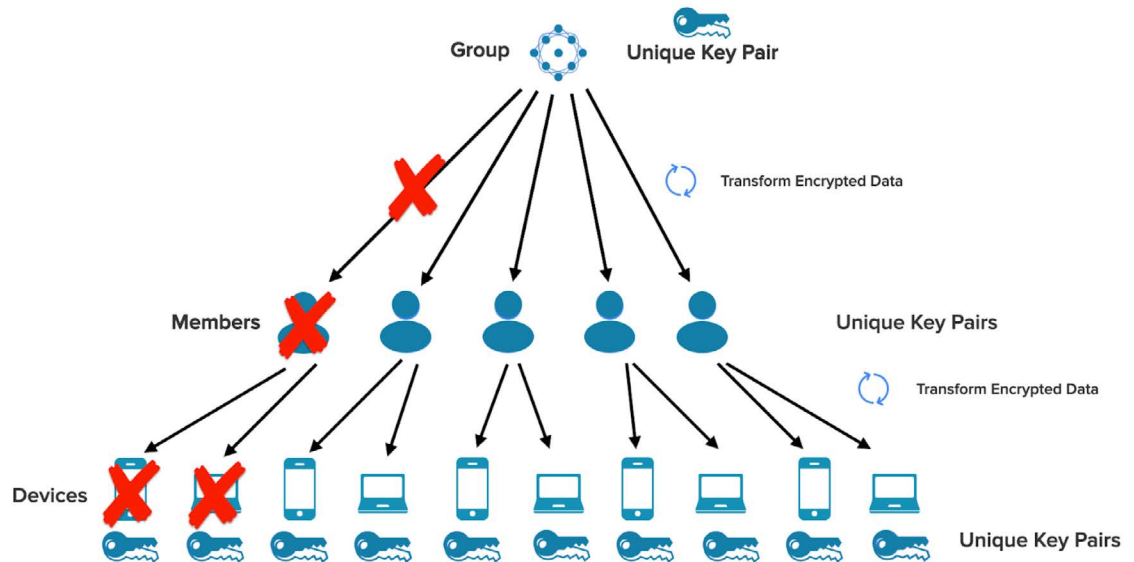 Group
Unique Key Pair
Transform Encrypted Data
Members
Unique Key Pairs
Transform Encrypted Data
Devices
Unique Key Pairs